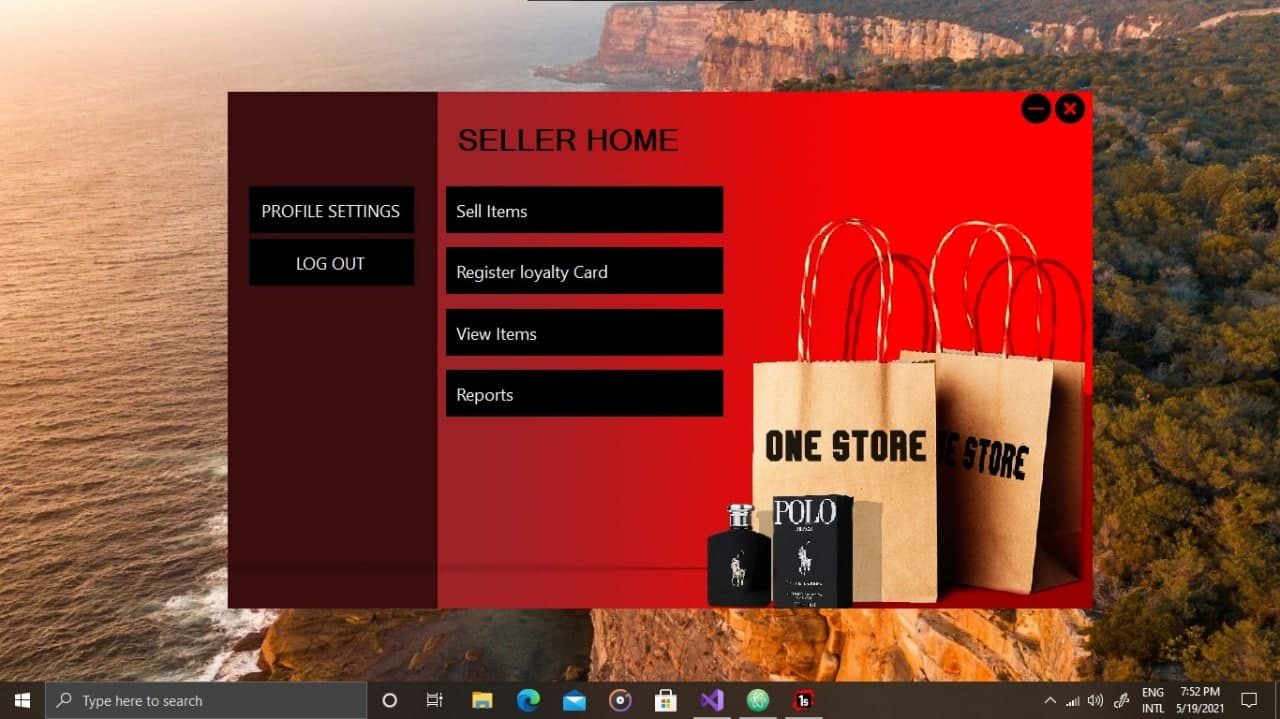 SELLER HOME
PROFILE SETTINGS
LOG OUT
Sell Items
Register loyalty Card
View Items
Reports
ONE STORE
STORE
POLO
Type here to search
1s
ENG
INTL
7:52 PM
5/19/2021